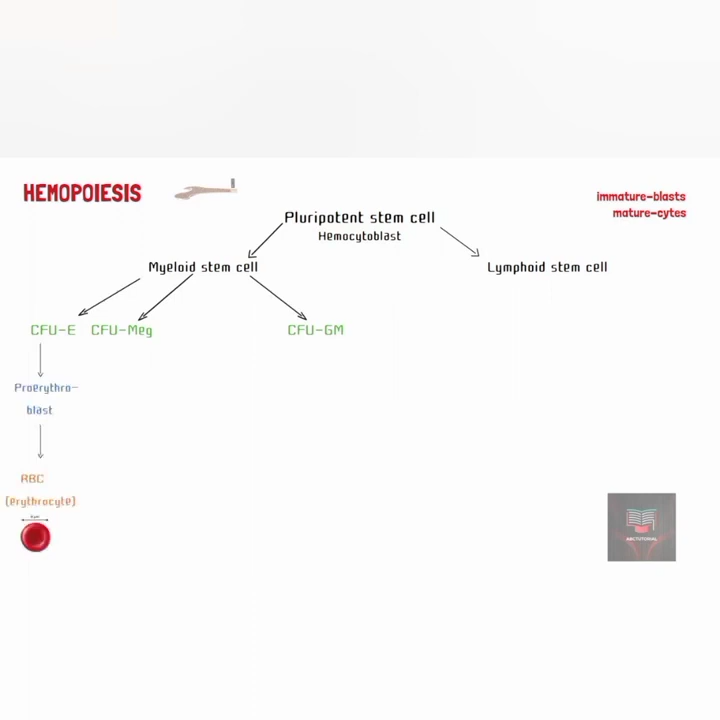 HEMOPOIESIS
immature-blasts
mature-cytes
Pluripotent stem cell
Hemocytoblast
Myeloid stem cell
Lymphoid stem cell
CFU-E
CFU-Meg
CFU-GM
Proerythro-
blast
RBC
(erythrocyte)
ABCTUTORIAL